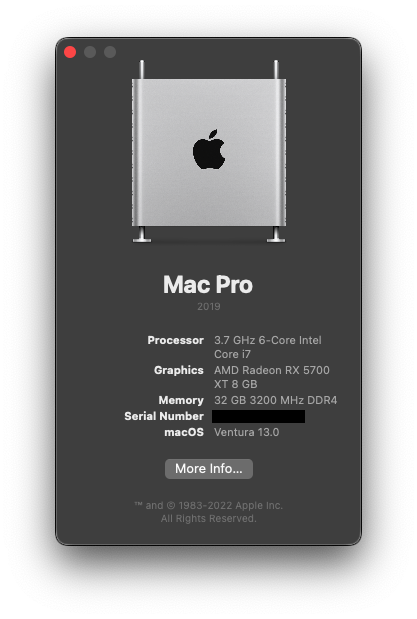 Mac Pro
2019
Processor 3.7 GHz 6-Core Intel
Core i7
Graphics AMD Radeon RX 5700
XT 8 GB
Memory 32 GB 3200 MHz DDR4
Serial Number
macOS Ventura 13.0
More Info...
™ and © 1983-2022 Apple Inc.
All Rights Reserved.